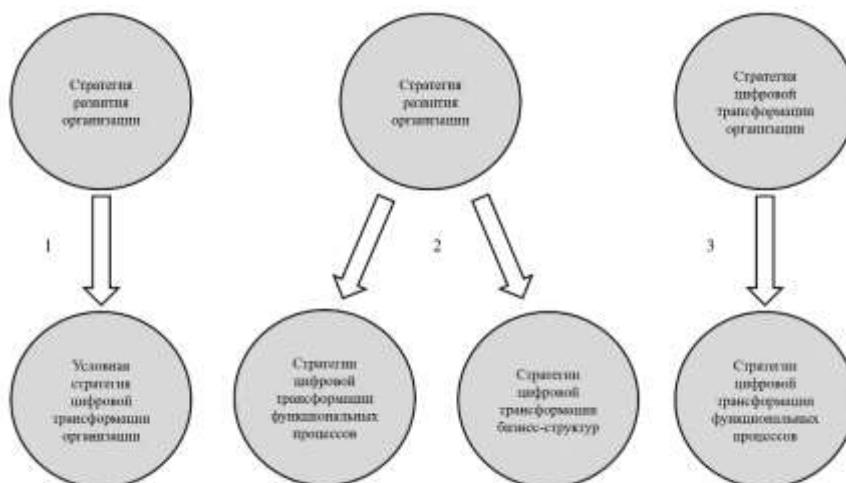 Стратегия
развития
организации
Стратегия
развития
организации
Стратегия
цифровой
трансформации
организации
1
2
3
Условная
стратегия
цифровой
трансформации
организации
Стратегии
цифровой
трансформации
функциональных
процессов
Стратегии
цифровой
трансформации
бизнес-структур
Стратегии
цифровой
трансформации
функциональных
процессов